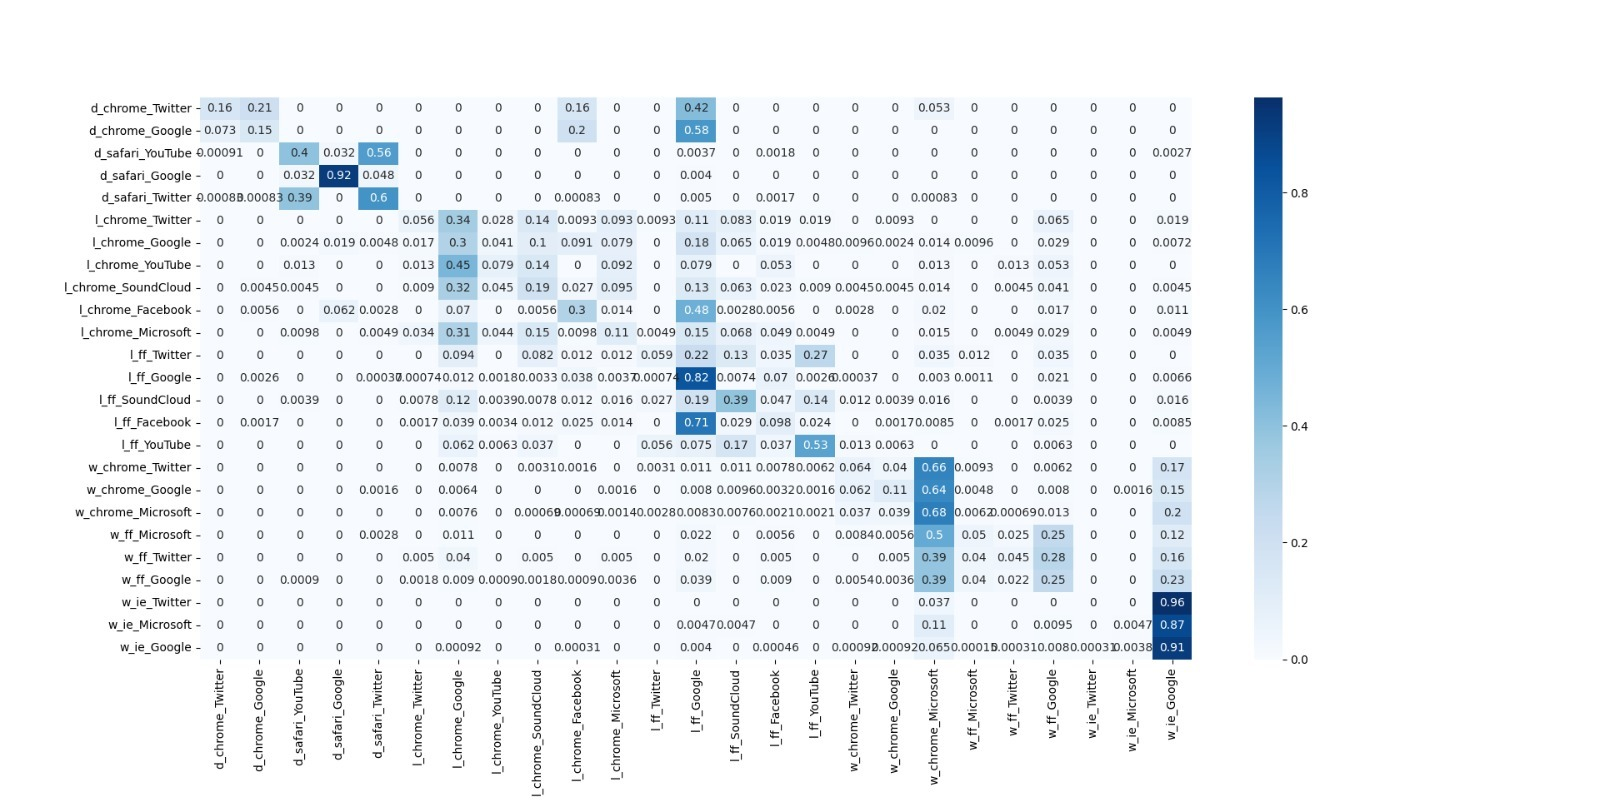 d_chrome_Twitter 0.16 0.21 0 0 0 0 0 0 0 0.16 0 0 0.42 0 0 0 0 0 0.053 0 0 0 0 0 0
d_chrome_Google 0.073 0.15 0 0 0 0 0 0 0 0.2 0 0 0.58 0 0 0 0 0 0 0 0 0 0 0 0
d_safari_YouTube 0.00091 0 0.4 0.032 0.56 0 0 0 0 0 0 0 0.0037 0 0.0018 0 0 0 0 0 0 0 0 0 0.0027
d_safari_Google 0 0 0.032 0.92 0.048 0 0 0 0 0 0 0 0.004 0 0 0 0 0 0 0 0 0 0 0 0
d_safari_Twitter 0.00083 0.00083 0.39 0 0.6 0 0 0 0 0.00083 0 0 0.005 0 0.0017 0 0 0 0.00083 0 0 0 0 0 0
l_chrome_Twitter 0 0 0 0 0 0.056 0.34 0.028 0.14 0.0093 0.093 0.0093 0.11 0.083 0.019 0.019 0 0.0093 0 0 0 0.065 0 0 0.019
l_chrome_Google 0 0 0.0024 0.019 0.0048 0.017 0.3 0.041 0.1 0.091 0.079 0 0.18 0.065 0.019 0.0048 0.0096 0.0024 0.014 0.0096 0 0.029 0 0 0.0072
l_chrome_YouTube 0 0 0.013 0 0 0.013 0.45 0.079 0.14 0 0.092 0 0.079 0 0.053 0 0 0 0.013 0 0.013 0.053 0 0 0
l_chrome_SoundCloud 0 0.0045 0.0045 0 0 0.009 0.32 0.045 0.19 0.027 0.095 0 0.13 0.063 0.023 0.009 0.0045 0.0045 0.014 0 0.0045 0.041 0 0 0.0045
l_chrome_Facebook 0 0.0056 0 0.062 0.0028 0 0.07 0 0.0056 0.3 0.014 0 0.48 0.0028 0.0056 0 0.0028 0 0.02 0 0 0.017 0 0 0.011
l_chrome_Microsoft 0 0 0.0098 0 0.0049 0.034 0.31 0.044 0.15 0.0098 0.11 0.0049 0.15 0.068 0.049 0.0049 0 0 0.015 0 0.0049 0.029 0 0 0.0049
l_ff_Twitter 0 0 0 0 0 0 0.094 0 0.082 0.012 0.012 0.059 0.22 0.13 0.035 0.27 0 0 0.035 0.012 0 0.035 0 0 0
l_ff_Google 0 0.0026 0 0 0.00037 0.00074 0.012 0.0018 0.0033 0.038 0.0037 0.00074 0.82 0.0074 0.07 0.0026 0.00037 0 0.003 0.0011 0 0.021 0 0 0.0066
l_ff_SoundCloud 0 0 0.0039 0 0 0.0078 0.12 0.0039 0.0078 0.012 0.016 0.027 0.19 0.39 0.047 0.14 0.012 0.0039 0.016 0 0 0.0039 0 0 0.016
l_ff_Facebook 0 0.0017 0 0 0 0.0017 0.039 0.0034 0.012 0.025 0.014 0 0.71 0.029 0.098 0.024 0 0.0017 0.0085 0 0.0017 0.025 0 0 0.0085
l_ff_YouTube 0 0 0 0 0 0 0.062 0.0063 0.037 0 0 0.056 0.075 0.17 0.037 0.53 0.013 0.0063 0 0 0 0.0063 0 0 0
w_chrome_Twitter 0 0 0 0 0 0 0.0078 0 0.0031 0.0016 0 0.0031 0.011 0.011 0.0078 0.0062 0.064 0.04 0.66 0.0093 0 0.0062 0 0 0.17
w_chrome_Google 0 0 0 0 0.0016 0 0.0064 0 0 0 0.0016 0 0.008 0.0096 0.0032 0.0016 0.062 0.11 0.64 0.0048 0 0.008 0 0.0016 0.15
w_chrome_Microsoft 0 0 0 0 0 0 0.0076 0 0.00069 0.00069 0.0014 0.0028 0.0083 0.0076 0.0021 0.0021 0.037 0.039 0.68 0.0062 0.00069 0.013 0 0 0.2
w_ff_Microsoft 0 0 0 0 0.0028 0 0.011 0 0 0 0 0 0.022 0 0.0056 0 0.0084 0.0056 0.5 0.05 0.025 0.25 0 0 0.12
w_ff_Twitter 0 0 0 0 0 0.005 0.04 0 0.005 0 0.005 0 0.02 0 0.005 0 0 0.005 0.39 0.04 0.045 0.28 0 0 0.16
w_ff_Google 0 0 0.0009 0 0 0.0018 0.009 0.0009 0.0018 0.0009 0.0036 0 0.039 0 0.009 0 0.0054 0.0036 0.39 0.04 0.022 0.25 0 0 0.23
w_ie_Twitter 0 0 0 0 0 0 0 0 0 0 0 0 0 0 0 0 0 0 0.037 0 0 0 0 0 0.96
w_ie_Microsoft 0 0 0 0 0 0 0 0 0 0 0 0 0.0047 0.0047 0 0 0 0 0.11 0 0 0.0095 0 0.0047 0.87
w_ie_Google 0 0 0 0 0 0 0.00092 0 0 0.00031 0 0 0.004 0 0.00046 0 0.00092 0.00092 0.065 0.00015 0.00031 0.008 0.00031 0.0038 0.91
d_chrome_Twitter
d_chrome_Google
d_safari_YouTube
d_safari_Google
d_safari_Twitter
l_chrome_Twitter
l_chrome_Google
l_chrome_YouTube
l_chrome_SoundCloud
l_chrome_Facebook
l_chrome_Microsoft
l_ff_Twitter
l_ff_Google
l_ff_SoundCloud
l_ff_Facebook
l_ff_YouTube
w_chrome_Twitter
w_chrome_Google
w_chrome_Microsoft
w_ff_Microsoft
w_ff_Twitter
w_ff_Google
w_ie_Twitter
w_ie_Microsoft
w_ie_Google
0.8
0.6
0.4
0.2
0.0